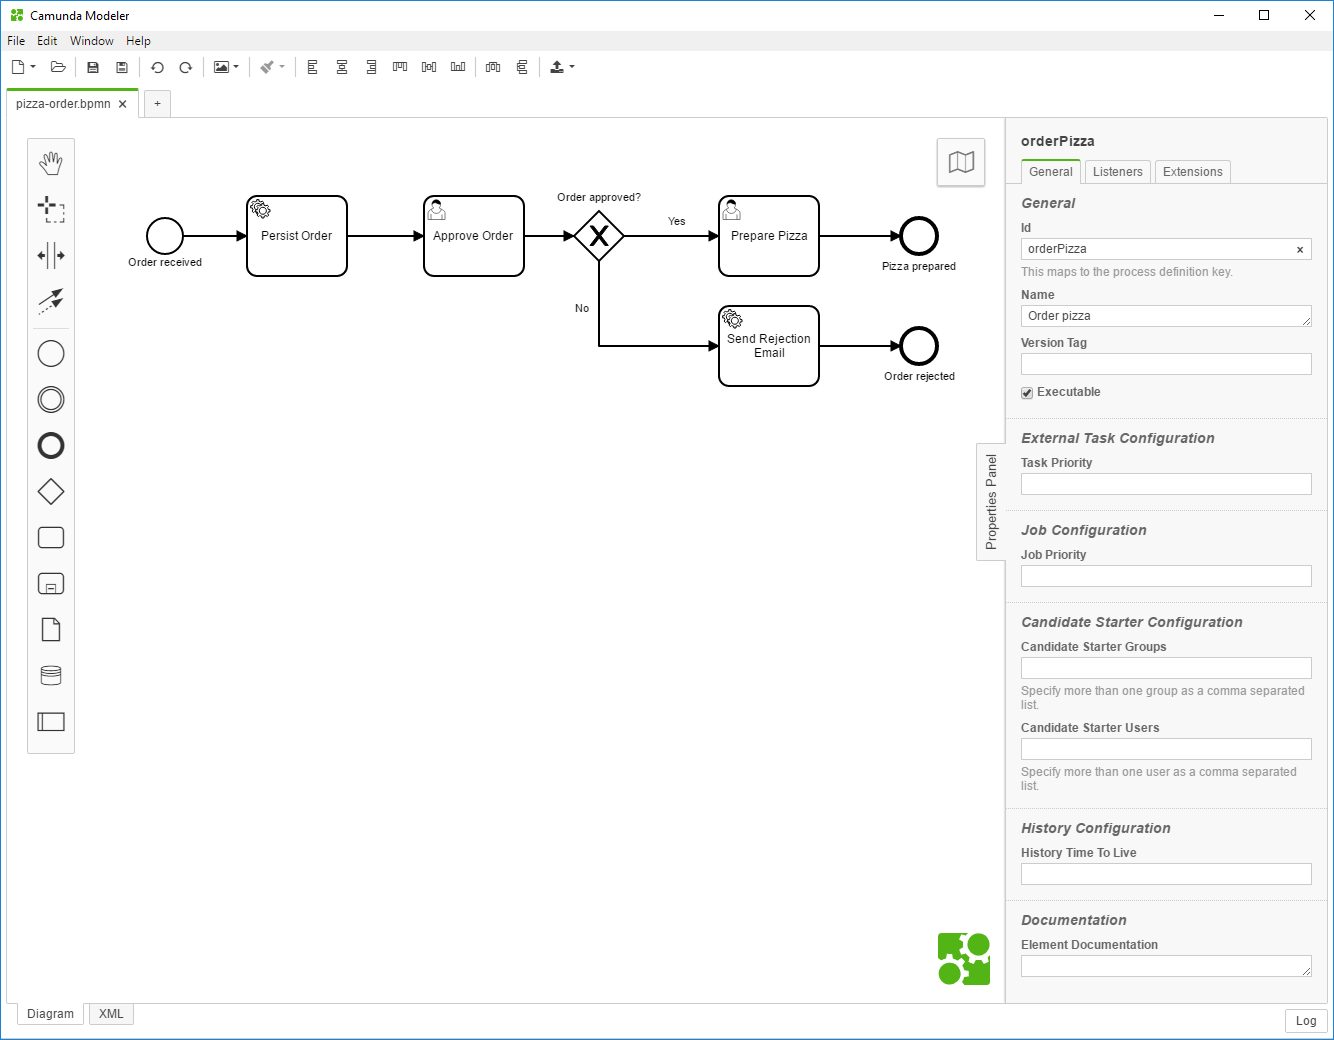 Camunda Modeler
File Edit Window Help
pizza-order.bpmn × +
Order approved?
Persist Order
Approve Order
Yes
Prepare Pizza
Order received
Pizza prepared
No
Send Rejection
Email
Order rejected
Properties Panel
orderPizza
General Listeners Extensions
General
Id
orderPizza ×
This maps to the process definition key.
Name
Order pizza
Version Tag
Executable
External Task Configuration
Task Priority
Job Configuration
Job Priority
Candidate Starter Configuration
Candidate Starter Groups
Specify more than one group as a comma separated
list.
Candidate Starter Users
Specify more than one user as a comma separated
list.
History Configuration
History Time To Live
Documentation
Element Documentation
Diagram XML
Log